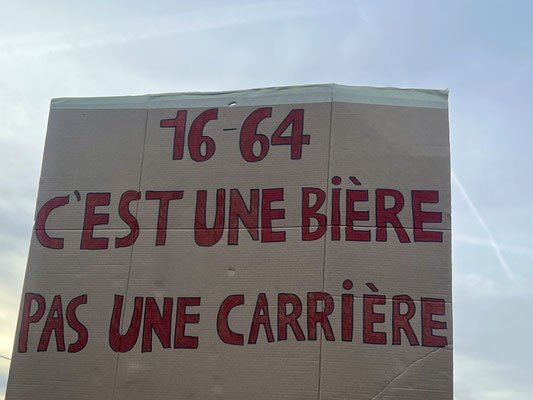 16-64
C'EST UNE BIÈRE
PAS UNE CARRIÈRE